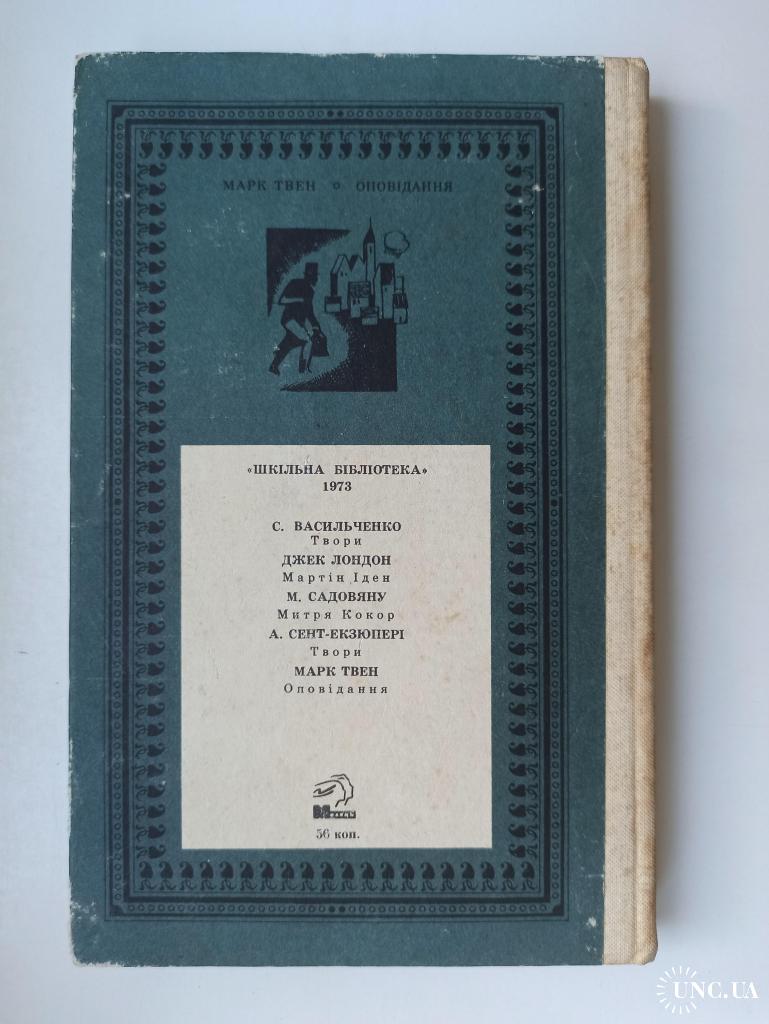 МАРК ТВЕН ○ ОПОВІДАННЯ
«ШКІЛЬНА БІБЛІОТЕКА»
1973
С. ВАСИЛЬЧЕНКО
Твори
ДЖЕК ЛОНДОН
Мартін Іден
М. САДОВЯНУ
Митря Кокор
А. СЕНТ-ЕКЗЮПЕРІ
Твори
МАРК ТВЕН
Оповідання
56 коп.
UNC.UA